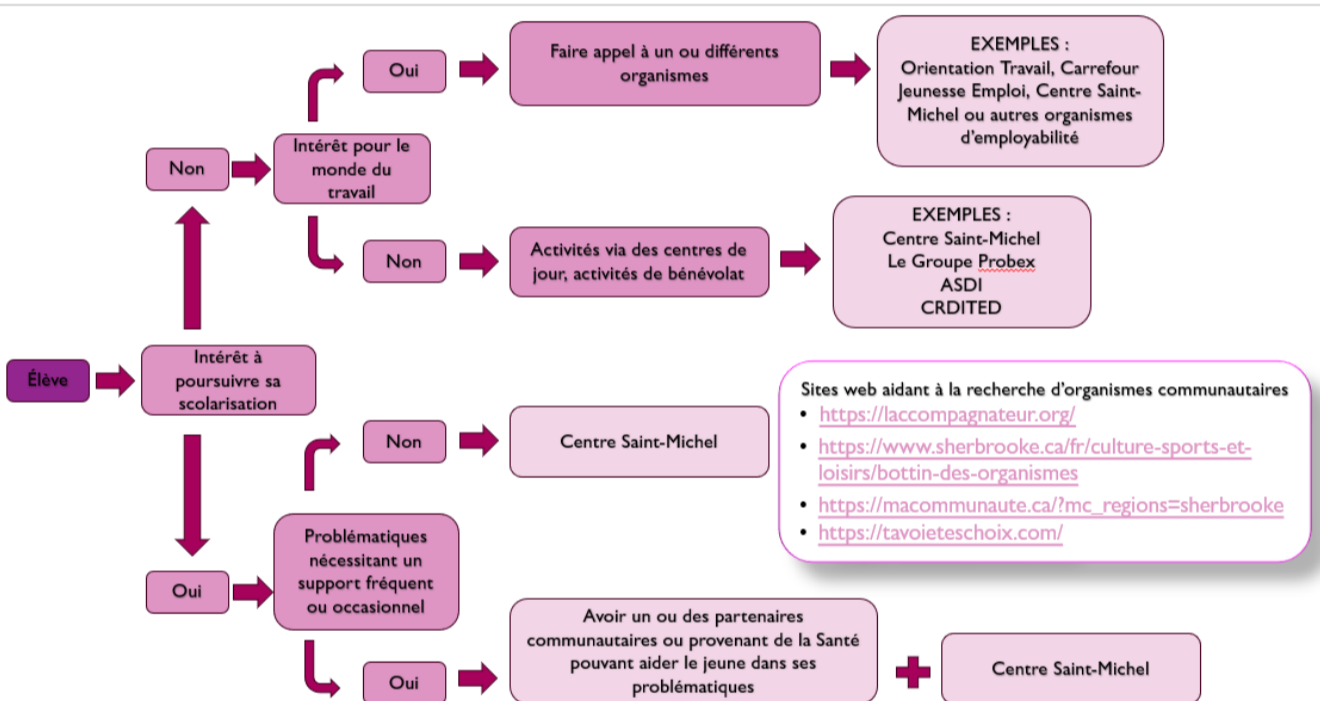 Oui
Faire appel à un ou différents
organismes
EXEMPLES :
Orientation Travail, Carrefour
Jeunesse Emploi, Centre Saint-
Michel ou autres organismes
d'employabilité
Non
Intérêt pour le
monde du
travail
Non
Activités via des centres de
jour, activités de bénévolat
EXEMPLES :
Centre Saint-Michel
Le Groupe Probex
ASDI
CRDITED
Élève
Intérêt à
poursuivre sa
scolarisation
Non
Centre Saint-Michel
Sites web aidant à la recherche d'organismes communautaires
• https://laccompagnateur.org/
• https://www.sherbrooke.ca/fr/culture-sports-et-
loisirs/bottin-des-organismes
• https://macommunaute.ca/?mc_regions=sherbrooke
• https://tavoieteschoix.com/
Oui
Problématiques
nécessitant un
support fréquent
ou occasionnel
Oui
Avoir un ou des partenaires
communautaires ou provenant de la Santé
pouvant aider le jeune dans ses
problématiques
Centre Saint-Michel